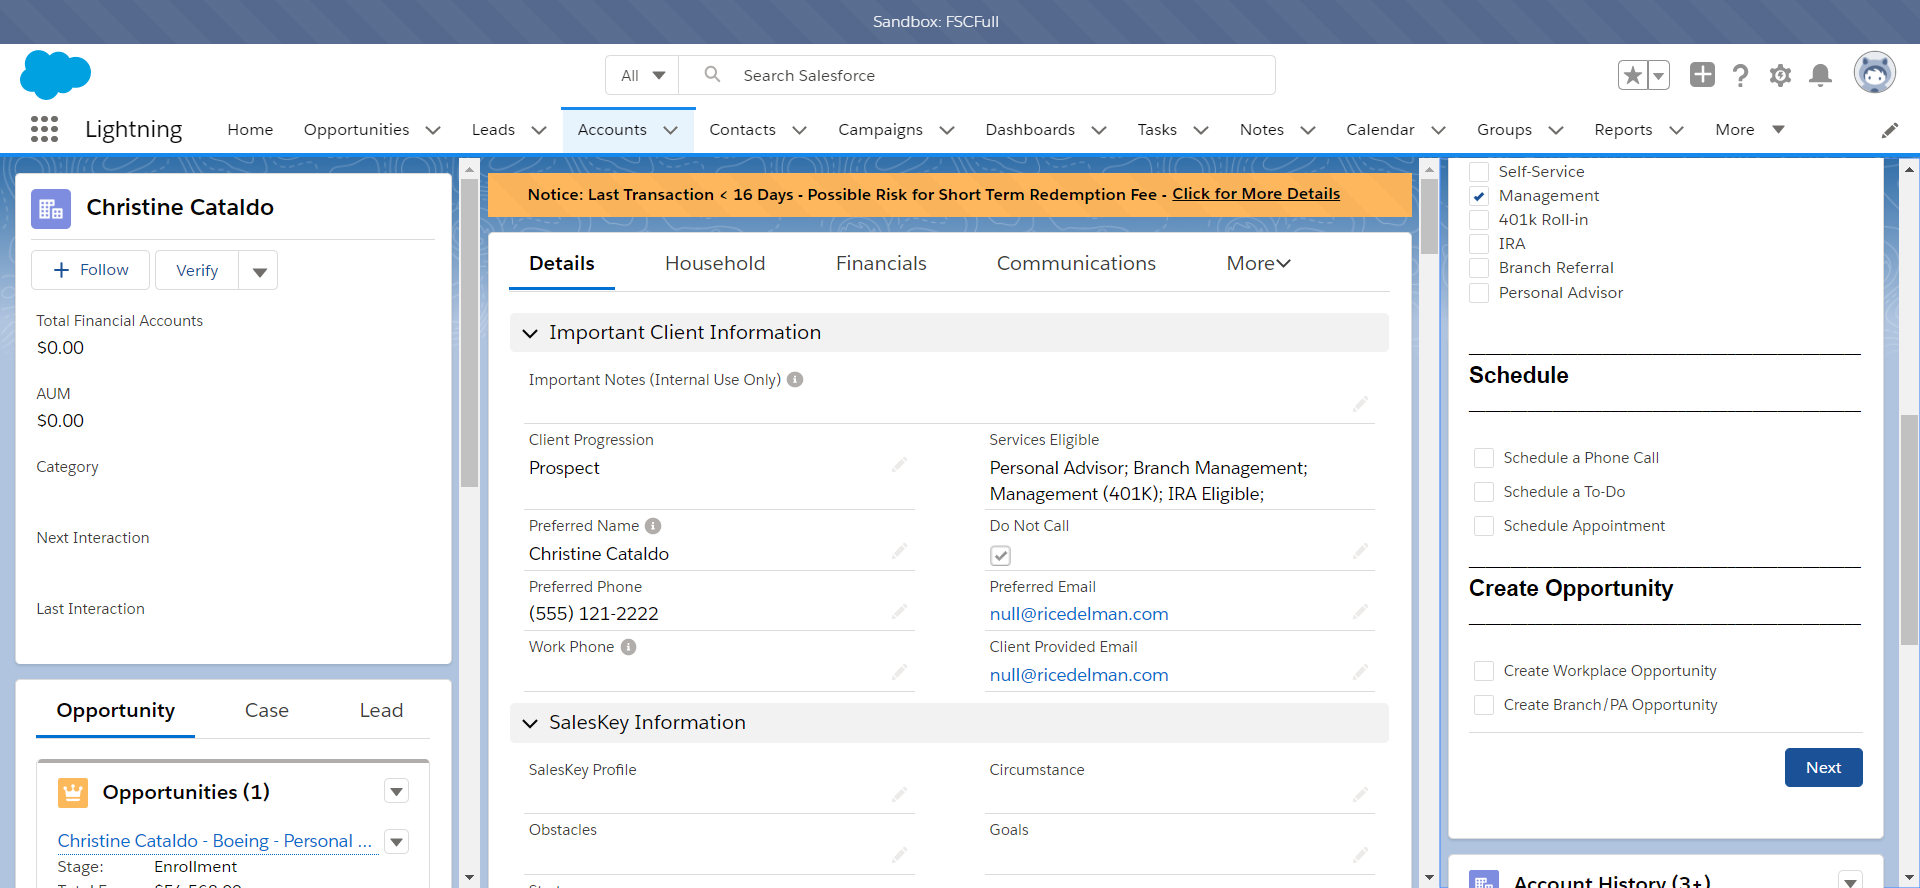 Sandbox: FSCFull
All
Search Salesforce
Lightning
Home
Opportunities
Leads
Accounts
Contacts
Campaigns
Dashboards
Tasks
Notes
Calendar
Groups
Reports
More
Christine Cataldo
Follow
Verify
Total Financial Accounts
$0.00
AUM
$0.00
Category
Next Interaction
Last Interaction
Opportunity
Case
Lead
Opportunities (1)
Christine Cataldo - Boeing - Personal ...
Stage: Enrollment
Notice: Last Transaction < 16 Days - Possible Risk for Short Term Redemption Fee - Click for More Details
Details
Household
Financials
Communications
More
Important Client Information
Important Notes (Internal Use Only)
Client Progression
Prospect
Services Eligible
Personal Advisor; Branch Management;
Management (401K); IRA Eligible;
Preferred Name
Christine Cataldo
Do Not Call
Preferred Phone
(555) 121-2222
Preferred Email
null@ricedelman.com
Work Phone
Client Provided Email
null@ricedelman.com
SalesKey Information
SalesKey Profile
Circumstance
Obstacles
Goals
Self-Service
Management
401k Roll-in
IRA
Branch Referral
Personal Advisor
Schedule
Schedule a Phone Call
Schedule a To-Do
Schedule Appointment
Create Opportunity
Create Workplace Opportunity
Create Branch/PA Opportunity
Next
Account History (3+)